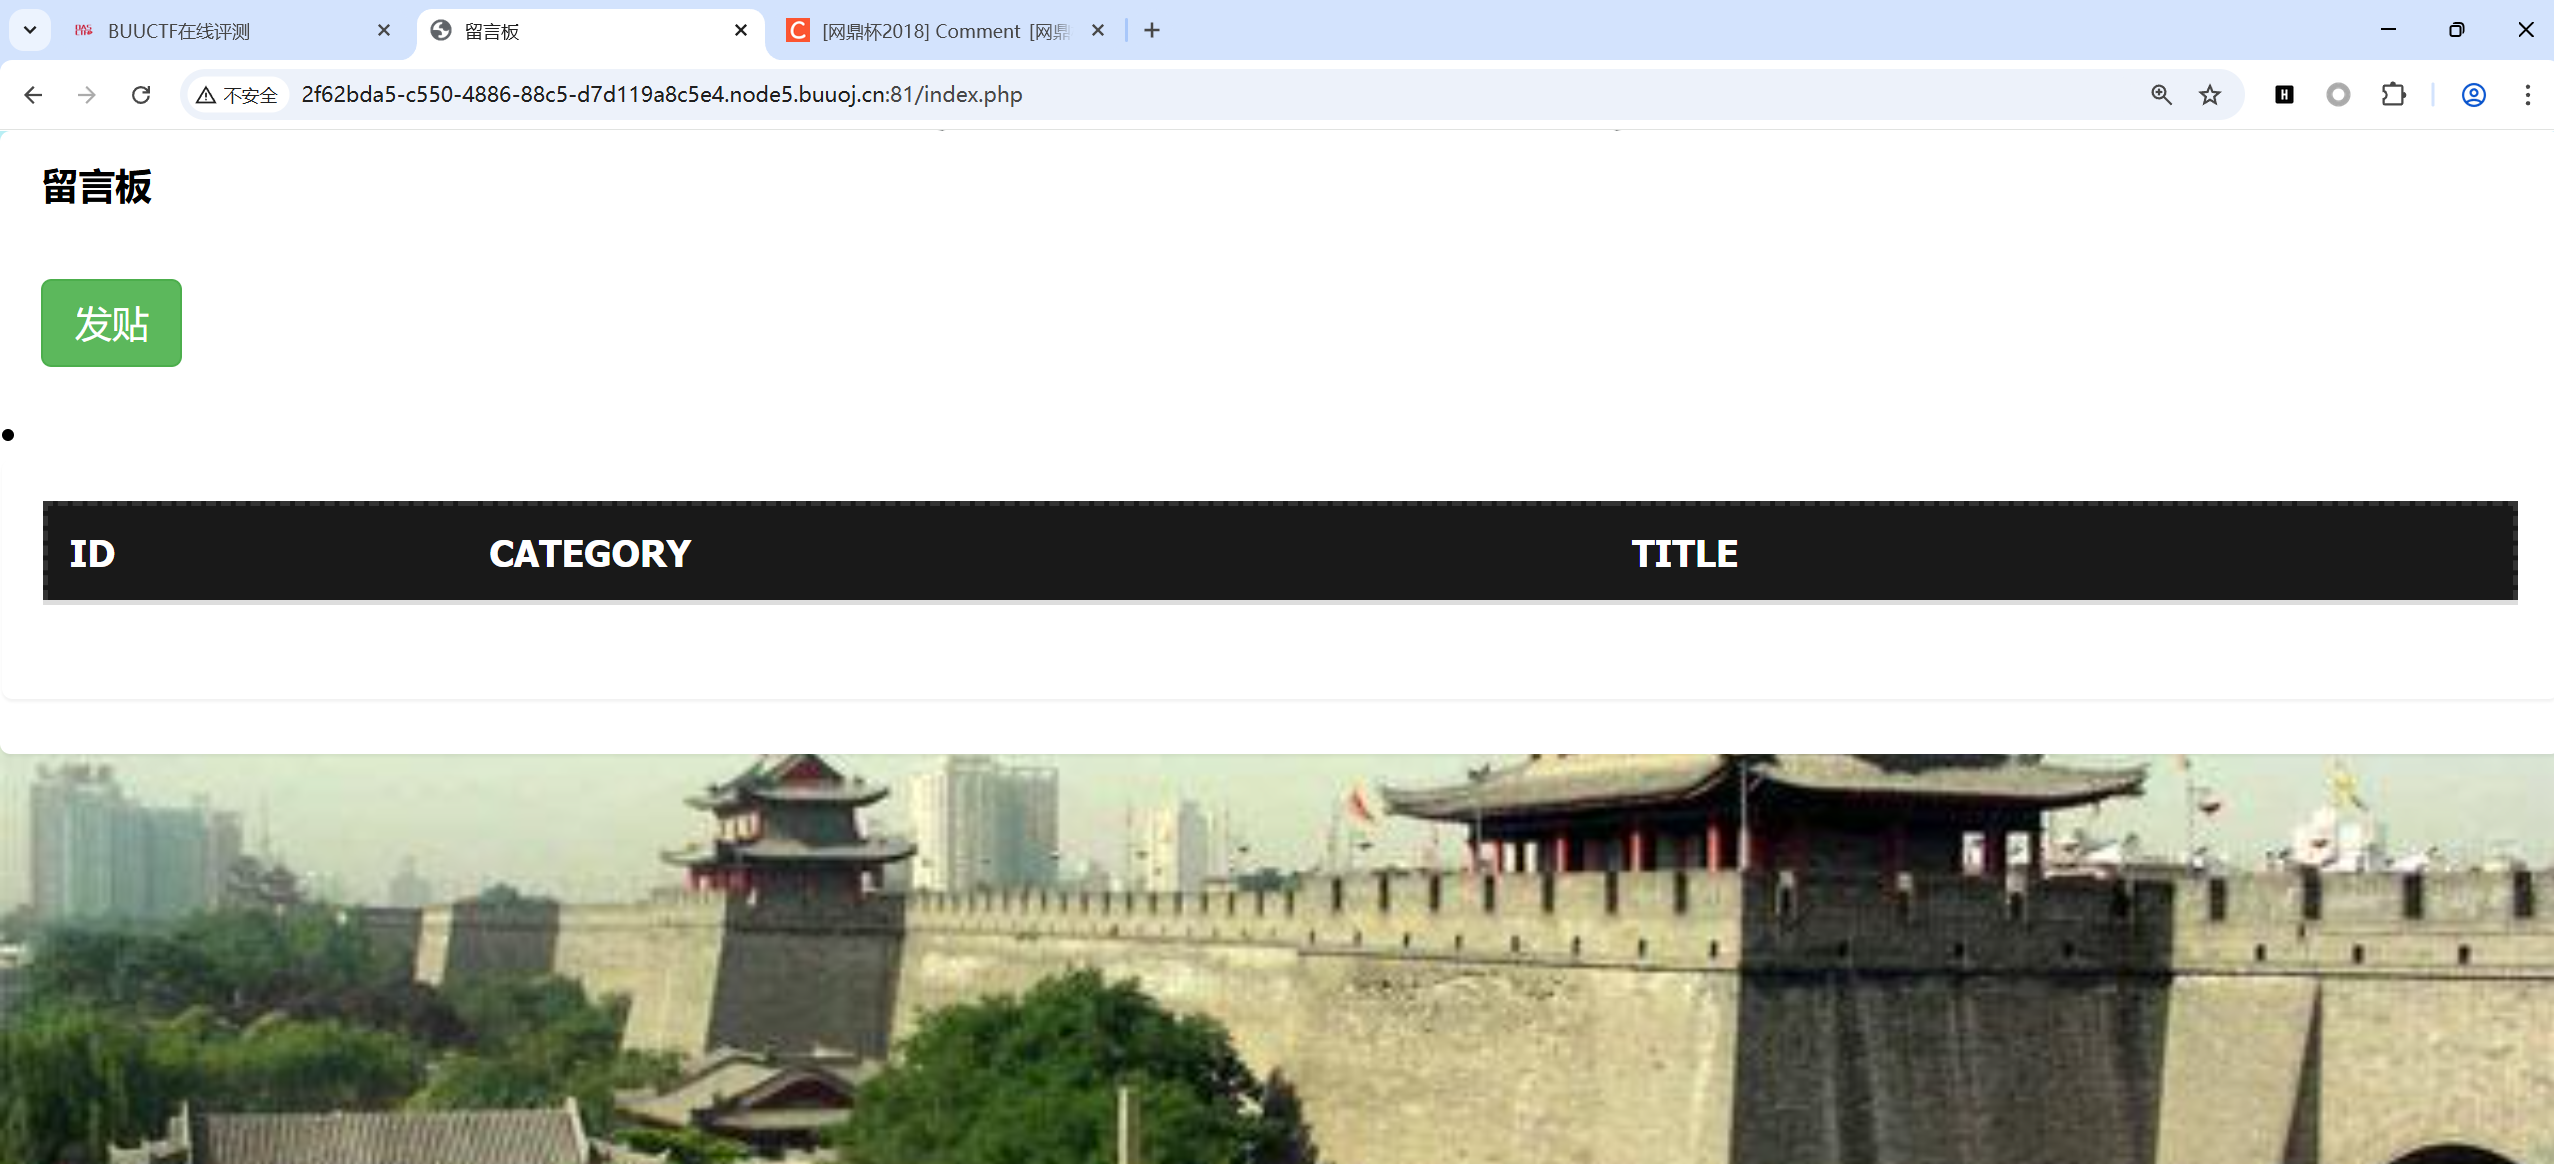 BUUCTF在线评测
留言板
[网鼎杯2018] Comment [网鼎
不安全
2f62bda5-c550-4886-88c5-d7d119a8c5e4.node5.buuoj.cn:81/index.php
留言板
发贴
ID CATEGORY TITLE